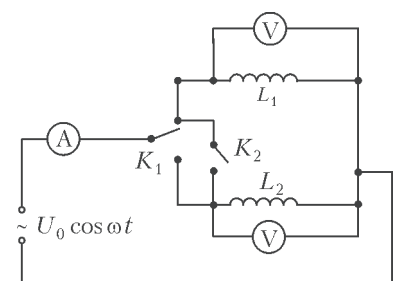 V
L₁
A
K₁
K₂
L₂
~ U₀ cos ωt
V